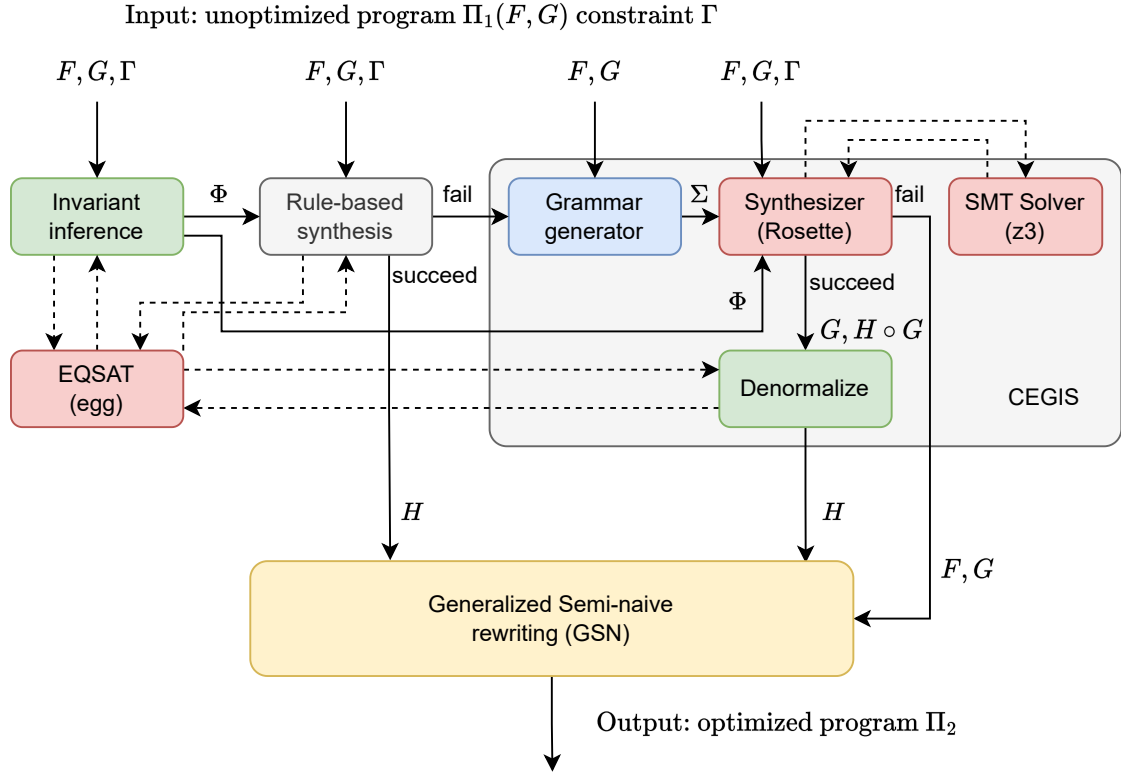 Input: unoptimized program Π₁(F, G) constraint Γ
F, G, Γ
F, G, Γ
F, G
F, G, Γ
Invariant
inference
Φ
Rule-based
synthesis
fail
Grammar
generator
Σ
Synthesizer
(Rosette)
fail
SMT Solver
(z3)
succeed
succeed
Φ
G, H ∘ G
EQSAT
(egg)
Denormalize
CEGIS
H
H
F, G
Generalized Semi-naive
rewriting (GSN)
Output: optimized program Π₂